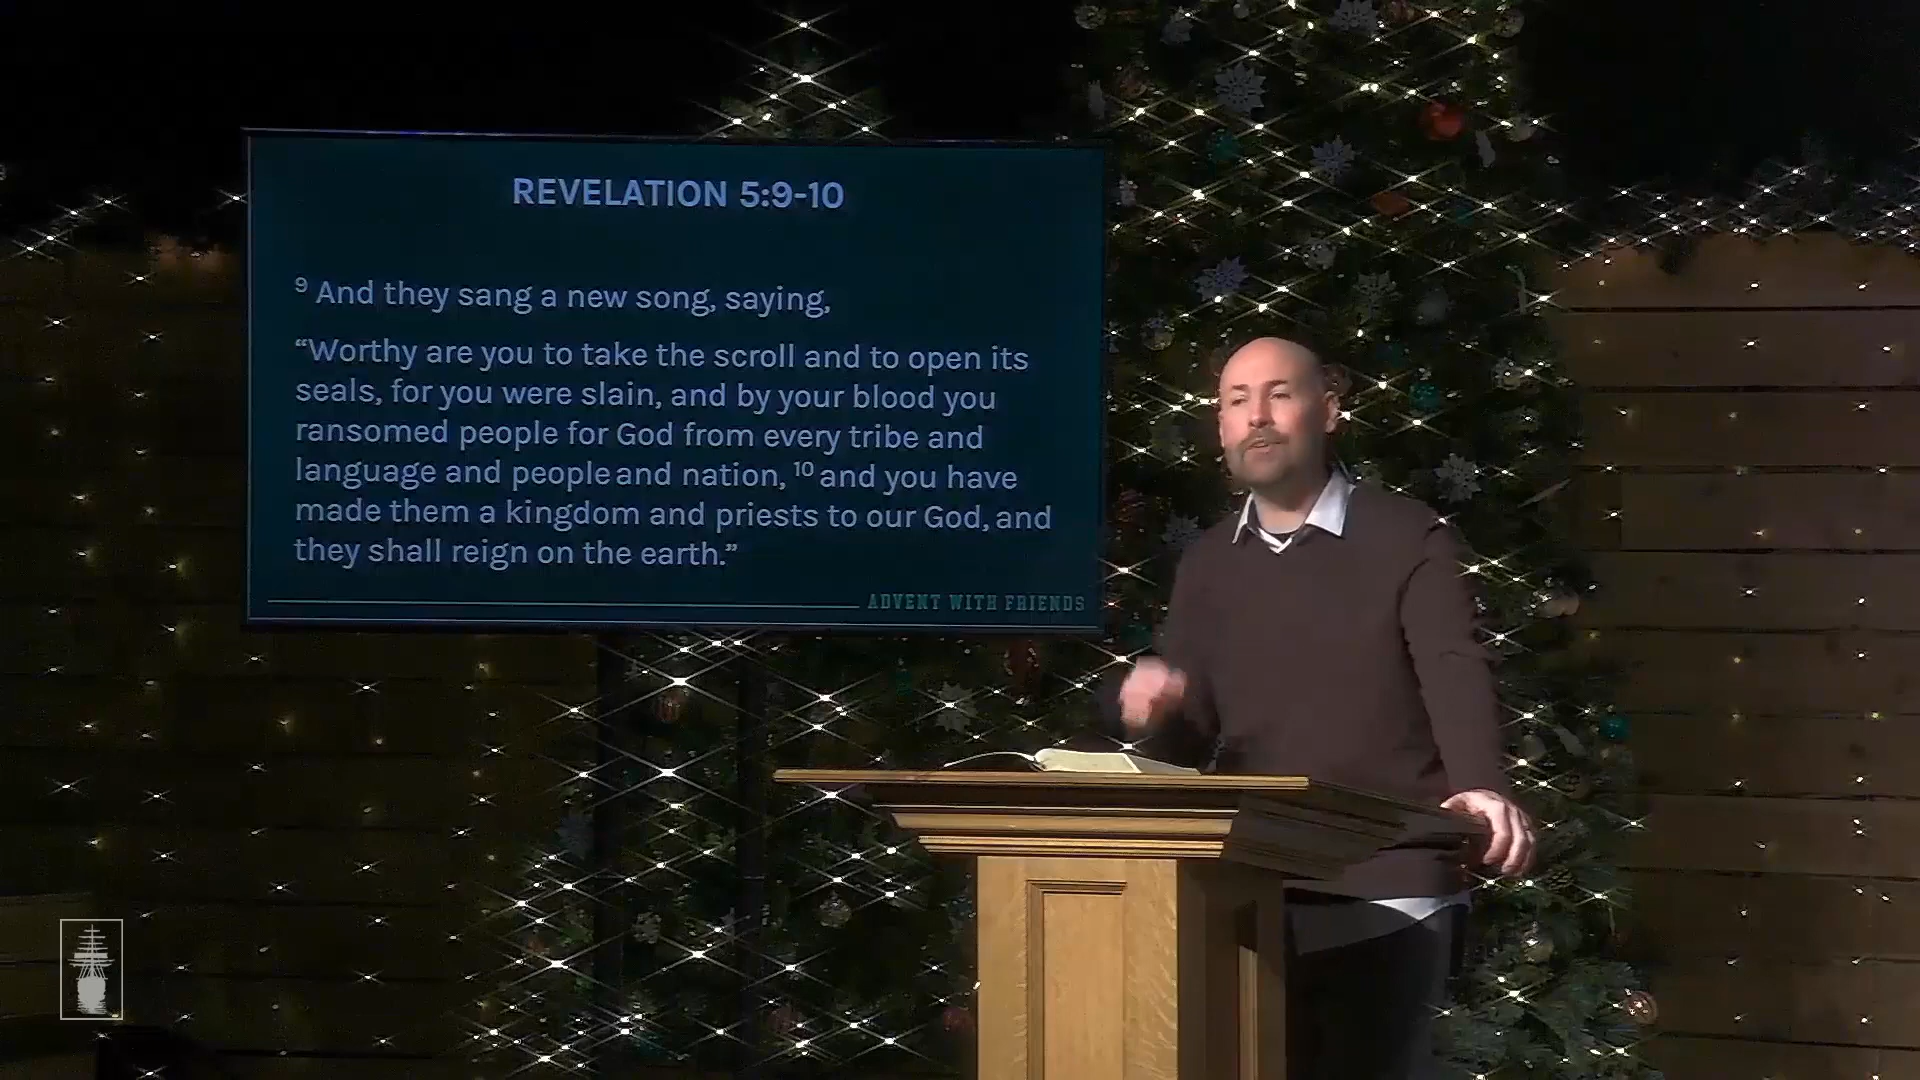 REVELATION 5:9-10
⁹ And they sang a new song, saying,
“Worthy are you to take the scroll and to open its
seals, for you were slain, and by your blood you
ransomed people for God from every tribe and
language and people and nation, ¹⁰ and you have
made them a kingdom and priests to our God, and
they shall reign on the earth.”
ADVENT WITH FRIENDS